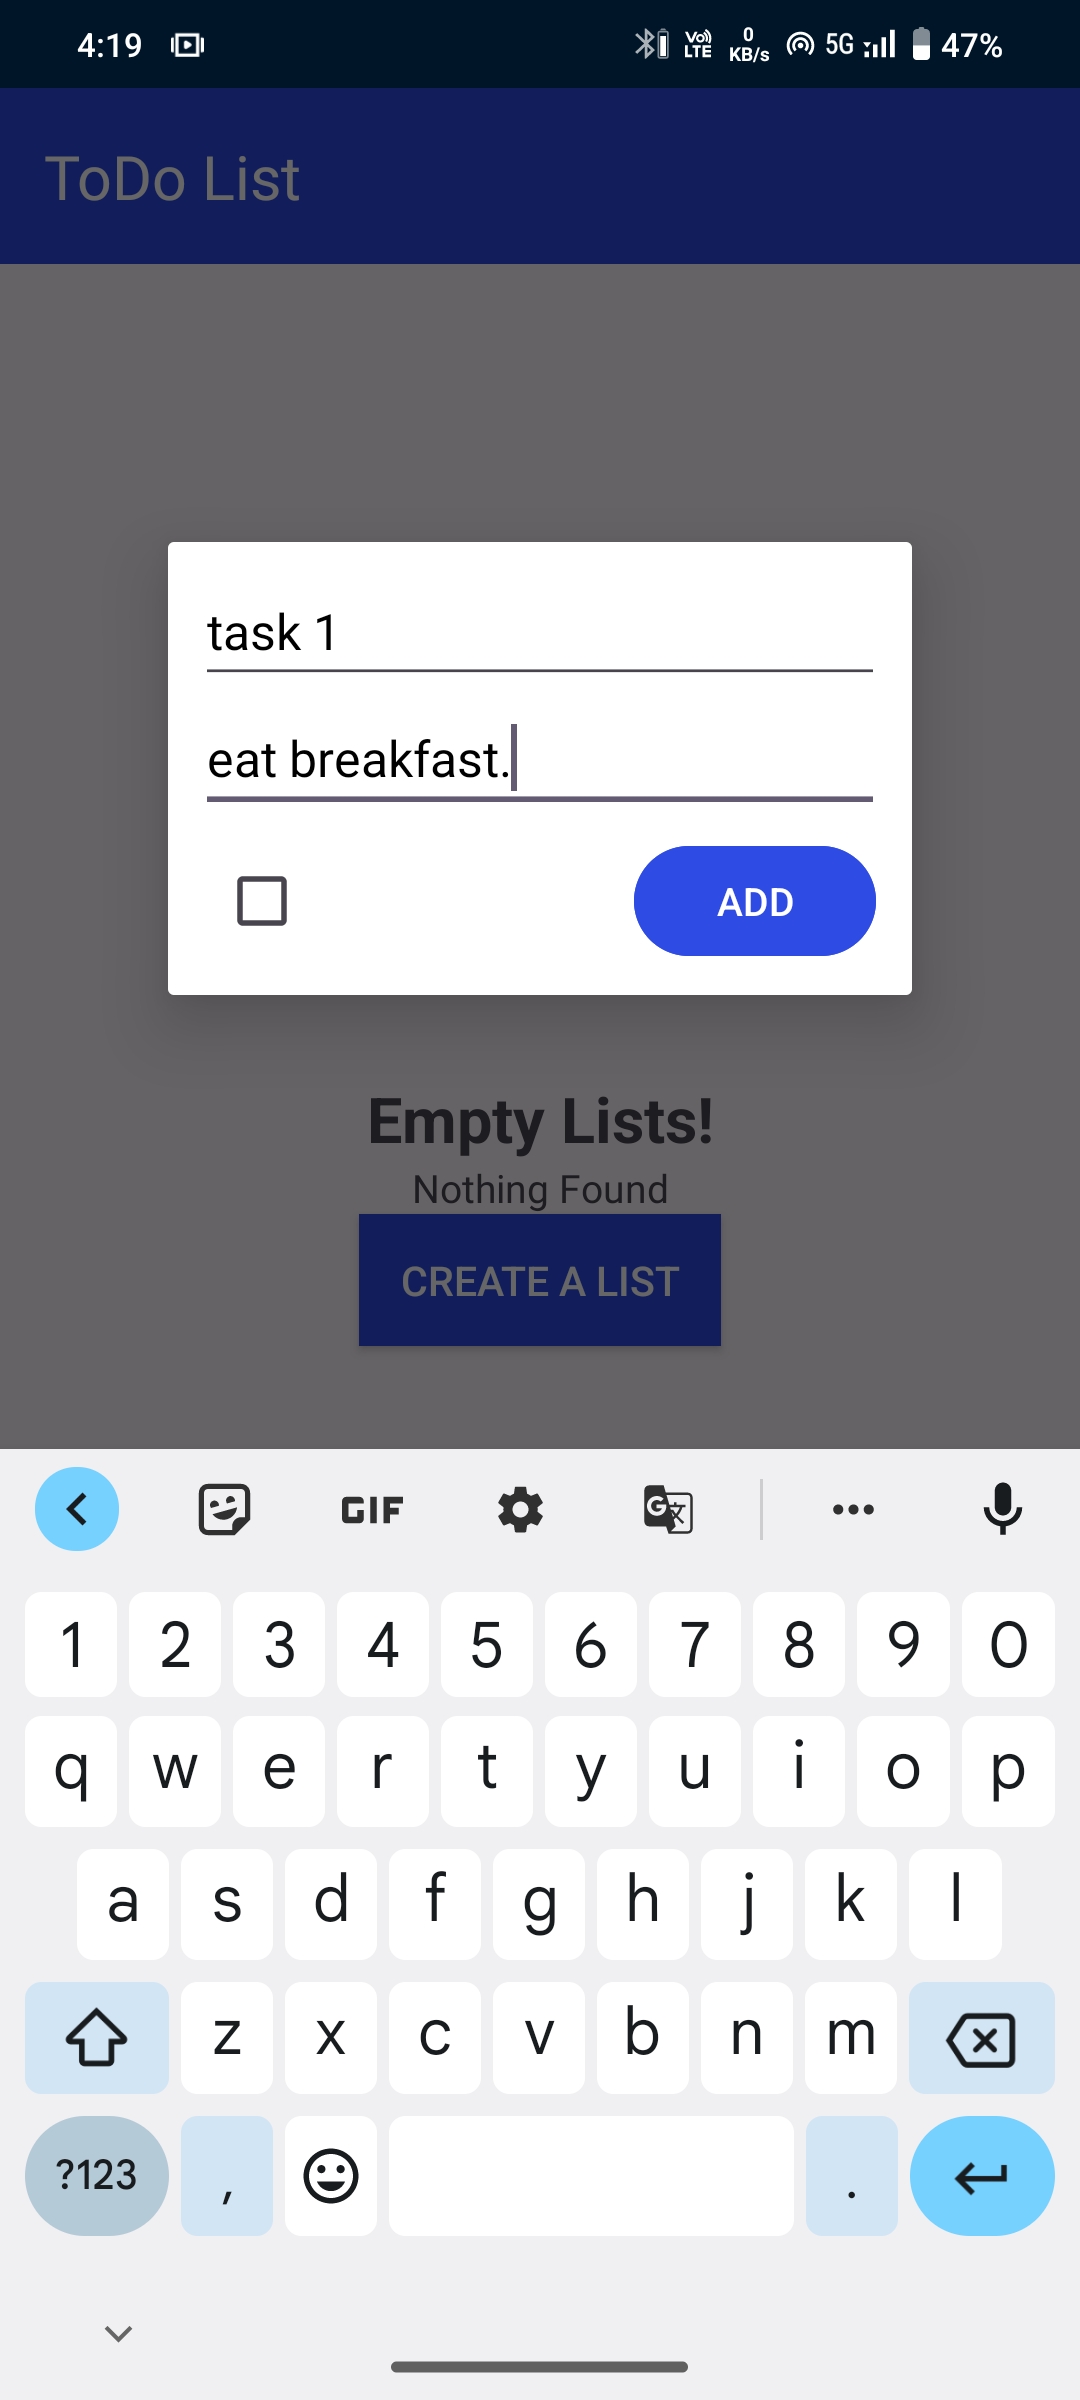 4:19 Vo)) LTE 0 KB/s 5G 47%
ToDo List
task 1
eat breakfast.
ADD
Empty Lists!
Nothing Found
CREATE A LIST
GIF G 文
1 2 3 4 5 6 7 8 9 0
q w e r t y u i o p
a s d f g h j k l
z x c v b n m
?123 , .